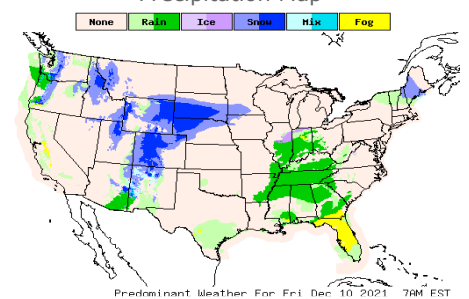 Precipitation Map
None Rain Ice Snow Mix Fog
Predominant Weather For Fri Dec 10 2021 7AM EST